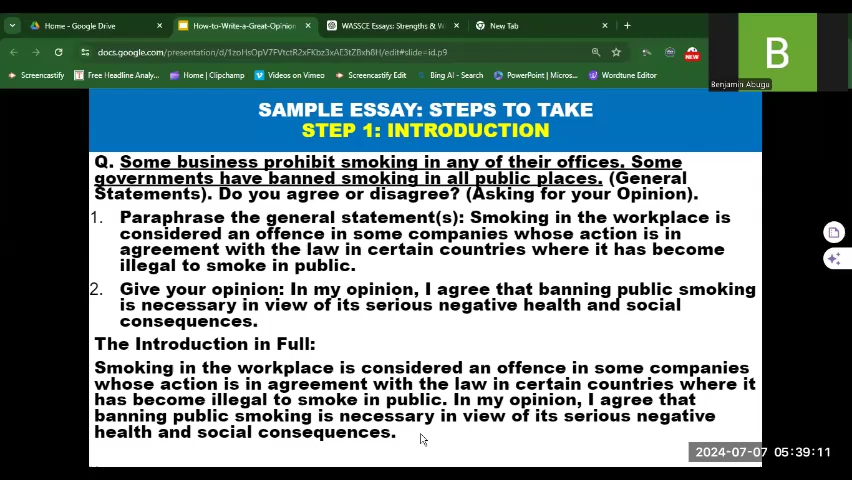 Home - Google Drive
How-to-Write-a-Great-Opinion
WASSCE Essays: Strengths & W
New Tab
docs.google.com/presentation/d/1zoHsOpV7FVtctR2xFKbz3xAE3tZBxh8H/edit#slide=id.p9
NEW
Screencastify
Free Headline Analy...
Home | Clipchamp
Videos on Vimeo
Screencastify Edit
Bing AI - Search
PowerPoint | Micros...
Wordtune Editor
B
Benjamin Abugu
SAMPLE ESSAY: STEPS TO TAKE
STEP 1: INTRODUCTION
Q. Some business prohibit smoking in any of their offices. Some
governments have banned smoking in all public places. (General
Statements). Do you agree or disagree? (Asking for your Opinion).
1. Paraphrase the general statement(s): Smoking in the workplace is
considered an offence in some companies whose action is in
agreement with the law in certain countries where it has become
illegal to smoke in public.
2. Give your opinion: In my opinion, I agree that banning public smoking
is necessary in view of its serious negative health and social
consequences.
The Introduction in Full:
Smoking in the workplace is considered an offence in some companies
whose action is in agreement with the law in certain countries where it
has become illegal to smoke in public. In my opinion, I agree that
banning public smoking is necessary in view of its serious negative
health and social consequences.
2024-07-07 05:39:11